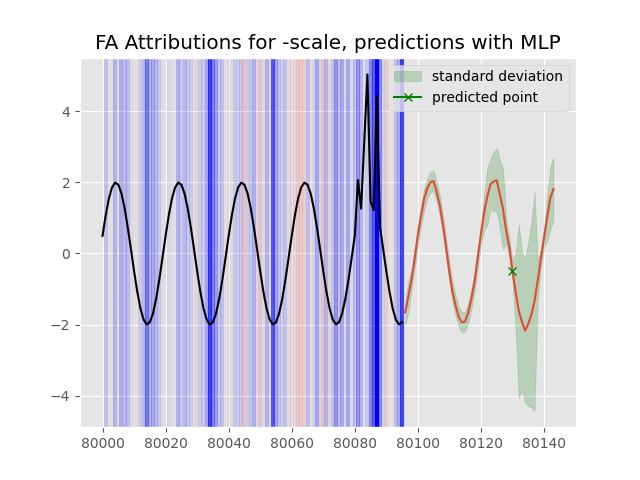 FA Attributions for -scale, predictions with MLP
standard deviation
predicted point
4
2
0
−2
−4
80000 80020 80040 80060 80080 80100 80120 80140